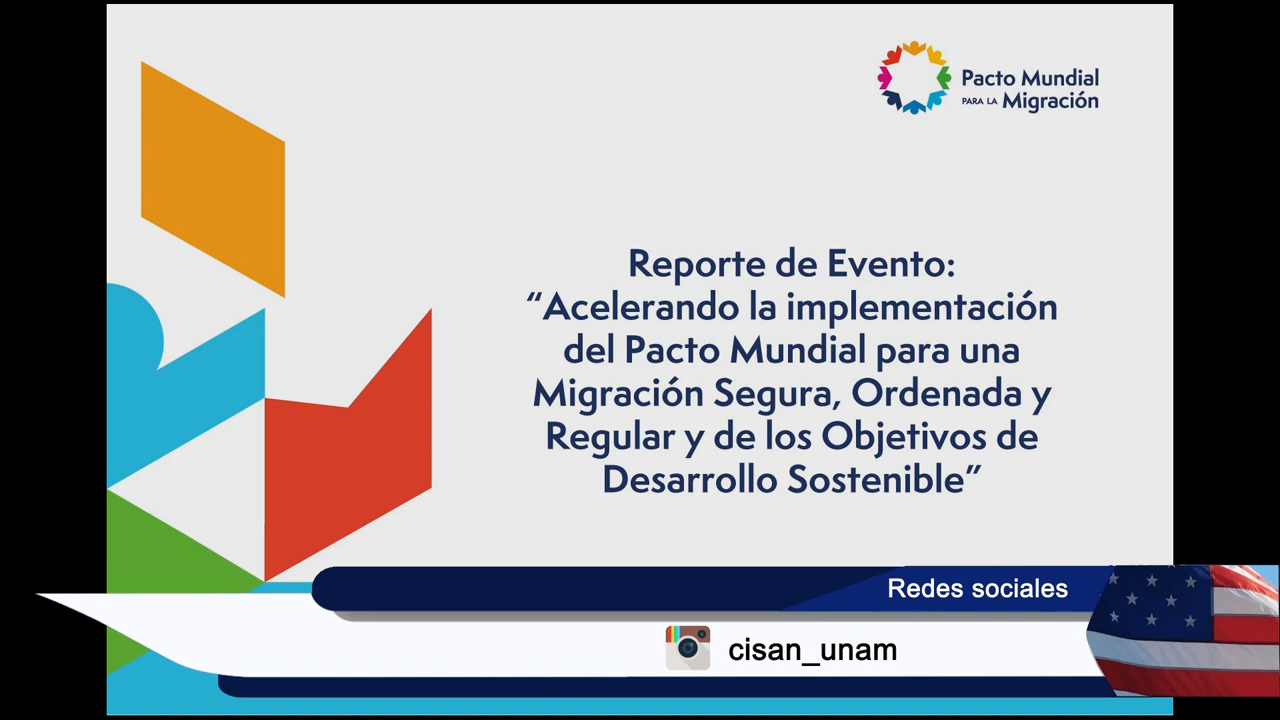 Pacto Mundial
PARA LA Migración
Reporte de Evento:
“Acelerando la implementación
del Pacto Mundial para una
Migración Segura, Ordenada y
Regular y de los Objetivos de
Desarrollo Sostenible”
Redes sociales
cisan_unam